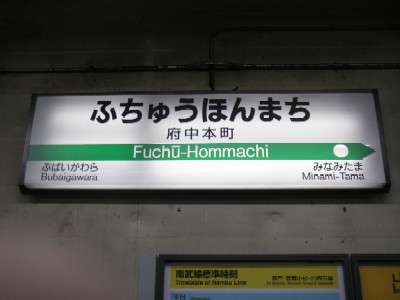 ふちゅうほんまち
府中本町
Fuchū-Hommachi
ぶばいがわら
Bubaigawara
みなみたま
Minami-Tama
南武線標準時刻
Timetable of Nambu Line